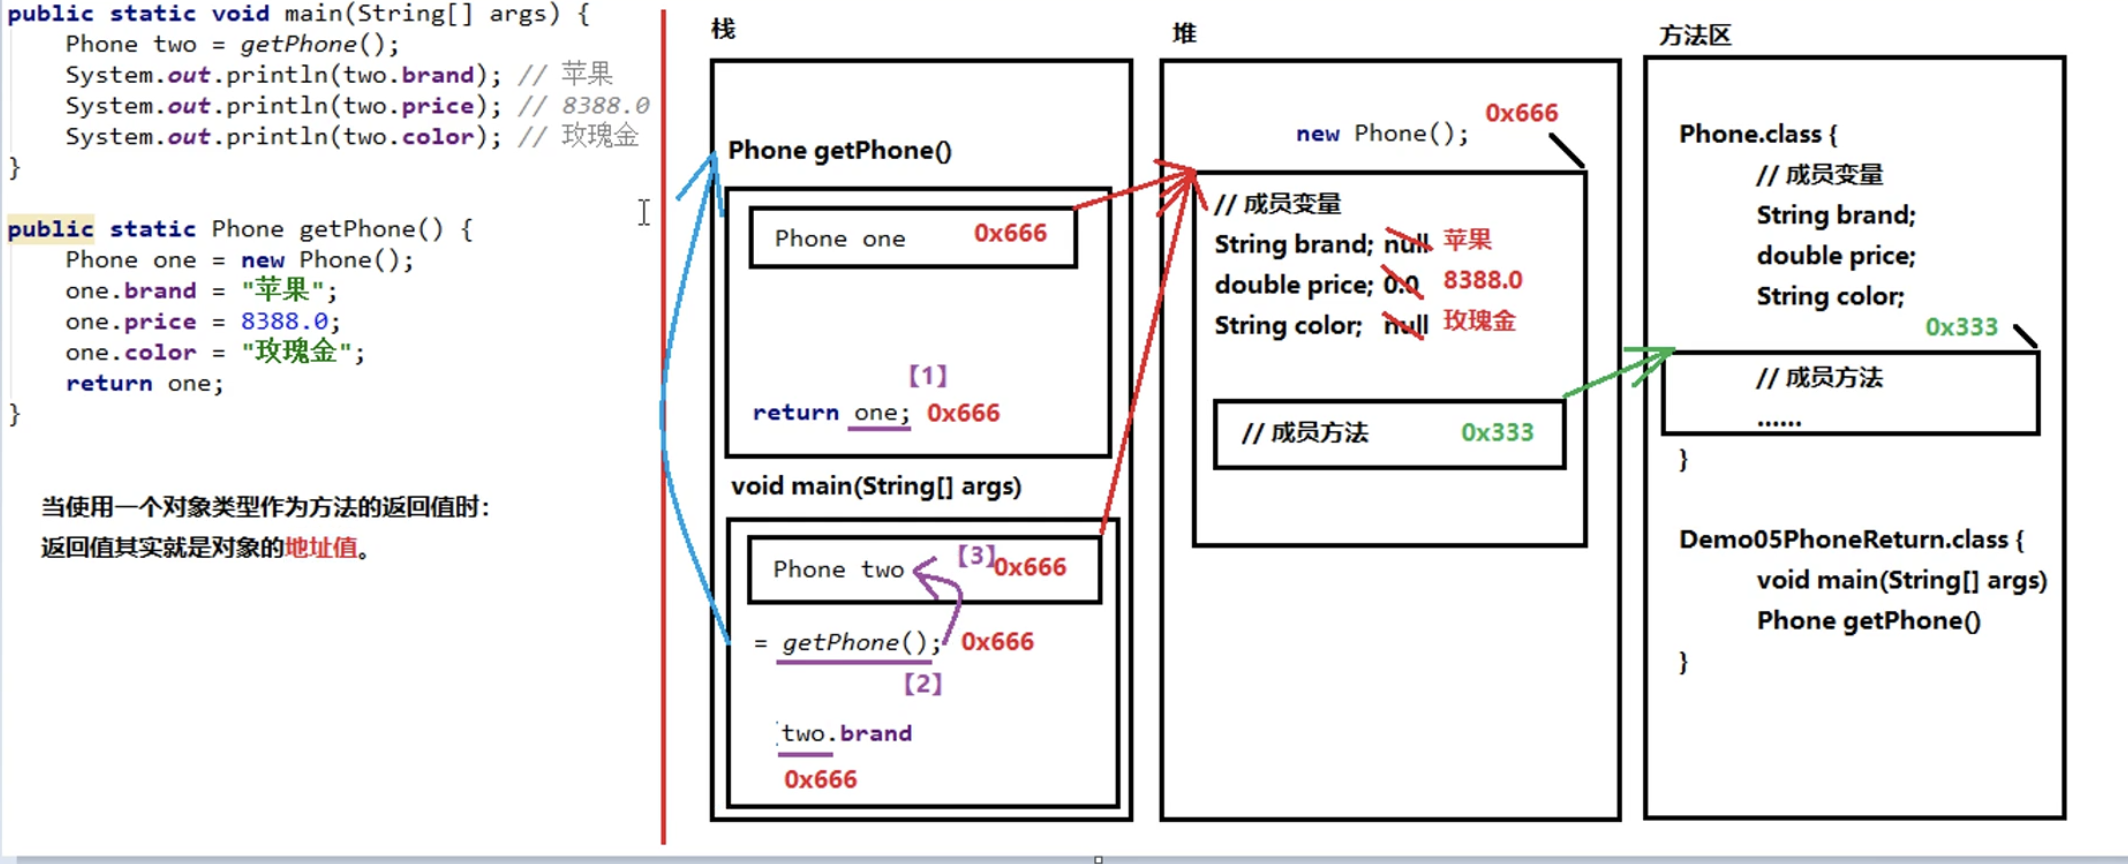 public static void main(String[] args) {
Phone two = getPhone();
System.out.println(two.brand); // 苹果
System.out.println(two.price); // 8388.0
System.out.println(two.color); // 玫瑰金
}
public static Phone getPhone() {
Phone one = new Phone();
one.brand = "苹果";
one.price = 8388.0;
one.color = "玫瑰金";
return one;
}
当使用一个对象类型作为方法的返回值时：
返回值其实就是对象的地址值。
栈
Phone getPhone()
Phone one 0x666
【1】
return one; 0x666
void main(String[] args)
Phone two 【3】0x666
= getPhone(); 0x666
【2】
two.brand
0x666
堆
0x666
new Phone();
// 成员变量
String brand; null 苹果
double price; 0.0 8388.0
String color; null 玫瑰金
// 成员方法 0x333
方法区
Phone.class {
// 成员变量
String brand;
double price;
String color;
0x333
// 成员方法
......
}
Demo05PhoneReturn.class {
void main(String[] args)
Phone getPhone()
}